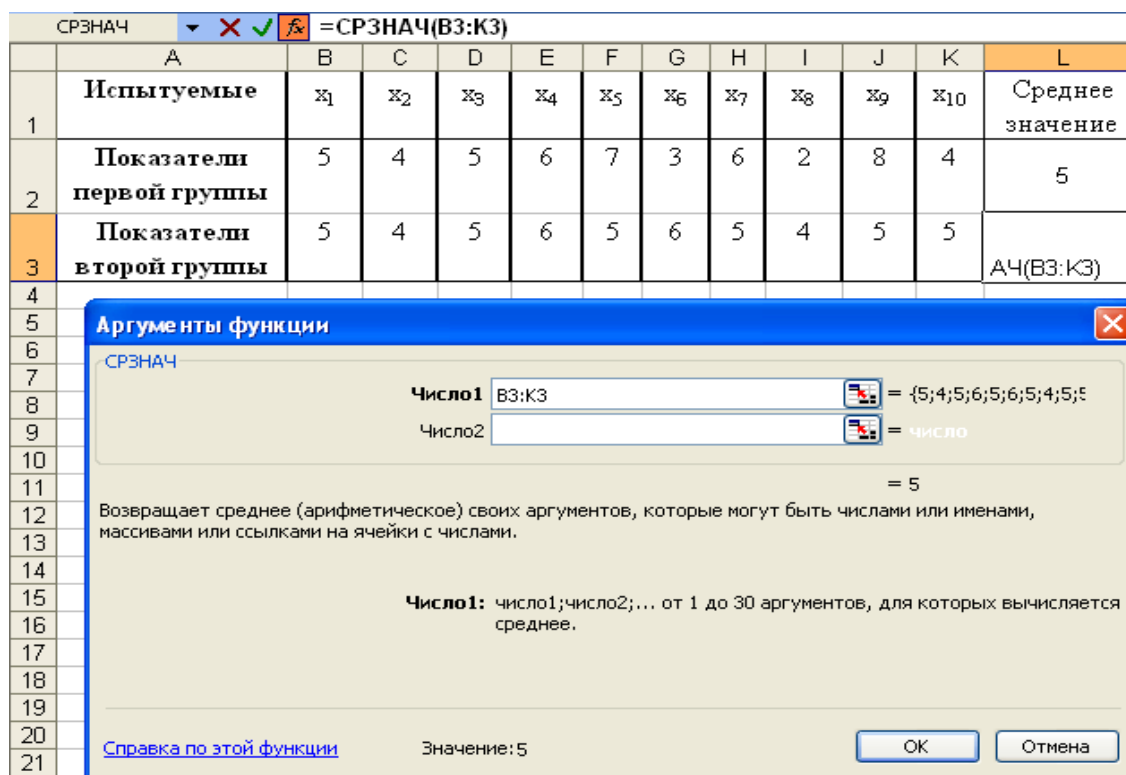 СРЗНАЧ =СРЗНАЧ(B3:K3)
A B C D E F G H I J K L
1 Испытуемые x1 x2 x3 x4 x5 x6 x7 x8 x9 x10 Среднее
значение
2 Показатели 5 4 5 6 7 3 6 2 8 4 5
первой группы
3 Показатели 5 4 5 6 5 6 5 4 5 5
второй группы АЧ(B3:K3)
4
5 Аргументы функции
6 СРЗНАЧ
7
8 Число1 B3:K3 = {5;4;5;6;5;6;5;4;5;5
9 Число2 = число
10
11 = 5
12 Возвращает среднее (арифметическое) своих аргументов, которые могут быть числами или именами,
13 массивами или ссылками на ячейки с числами.
14
15 Число1: число1;число2;... от 1 до 30 аргументов, для которых вычисляется
16 среднее.
17
18
19
20 Справка по этой функции Значение:5 ОК Отмена
21